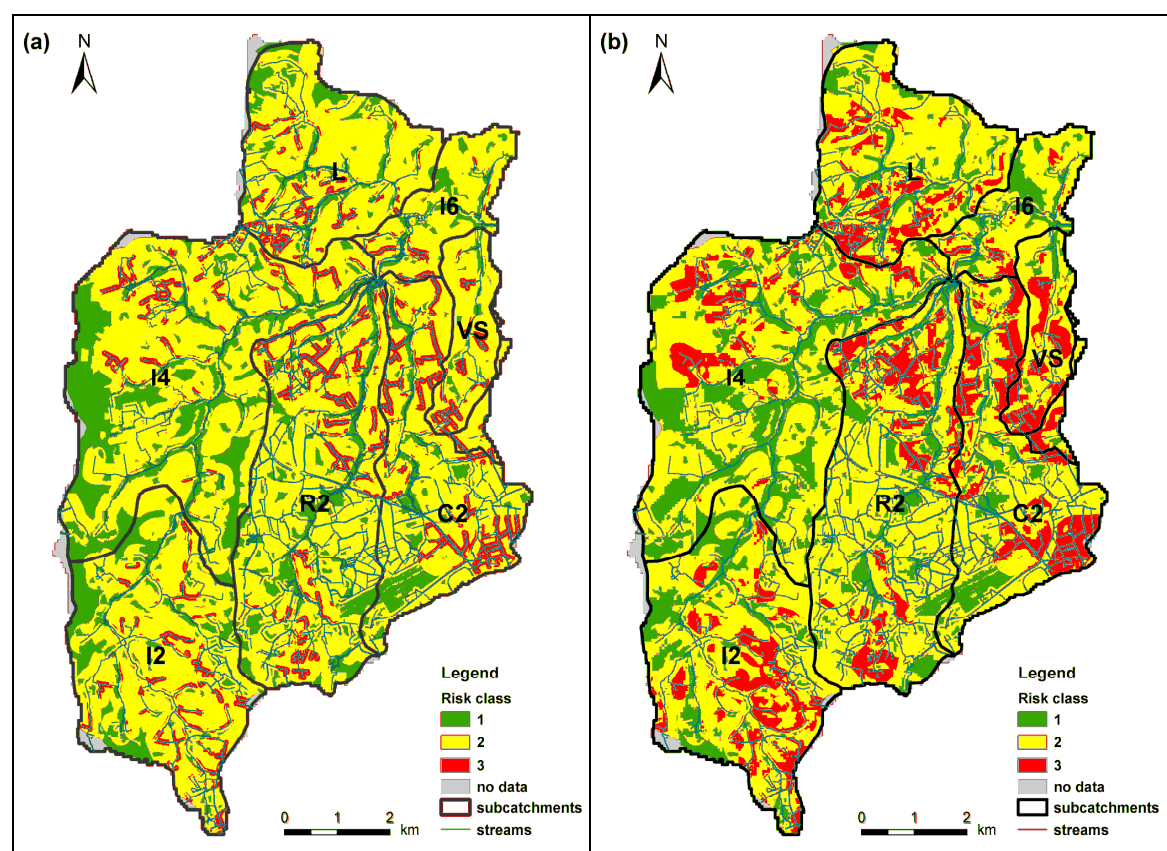 (a)
N
L
I6
VS
I4
R2
C2
I2
Legend
Risk class
1
2
3
no data
subcatchments
streams
0 1 2
km
(b)
N
L
I6
VS
I4
R2
C2
I2
Legend
Risk class
1
2
3
no data
subcatchments
streams
0 1 2
km